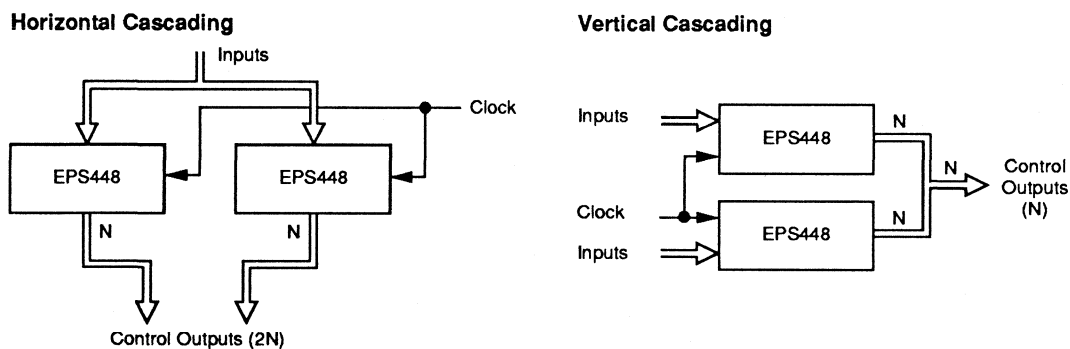 Horizontal Cascading
Inputs
Clock
EPS448
EPS448
N
N
Control Outputs (2N)
Vertical Cascading
Inputs
EPS448
N
N
Control
Outputs
(N)
Clock
EPS448
N
Inputs